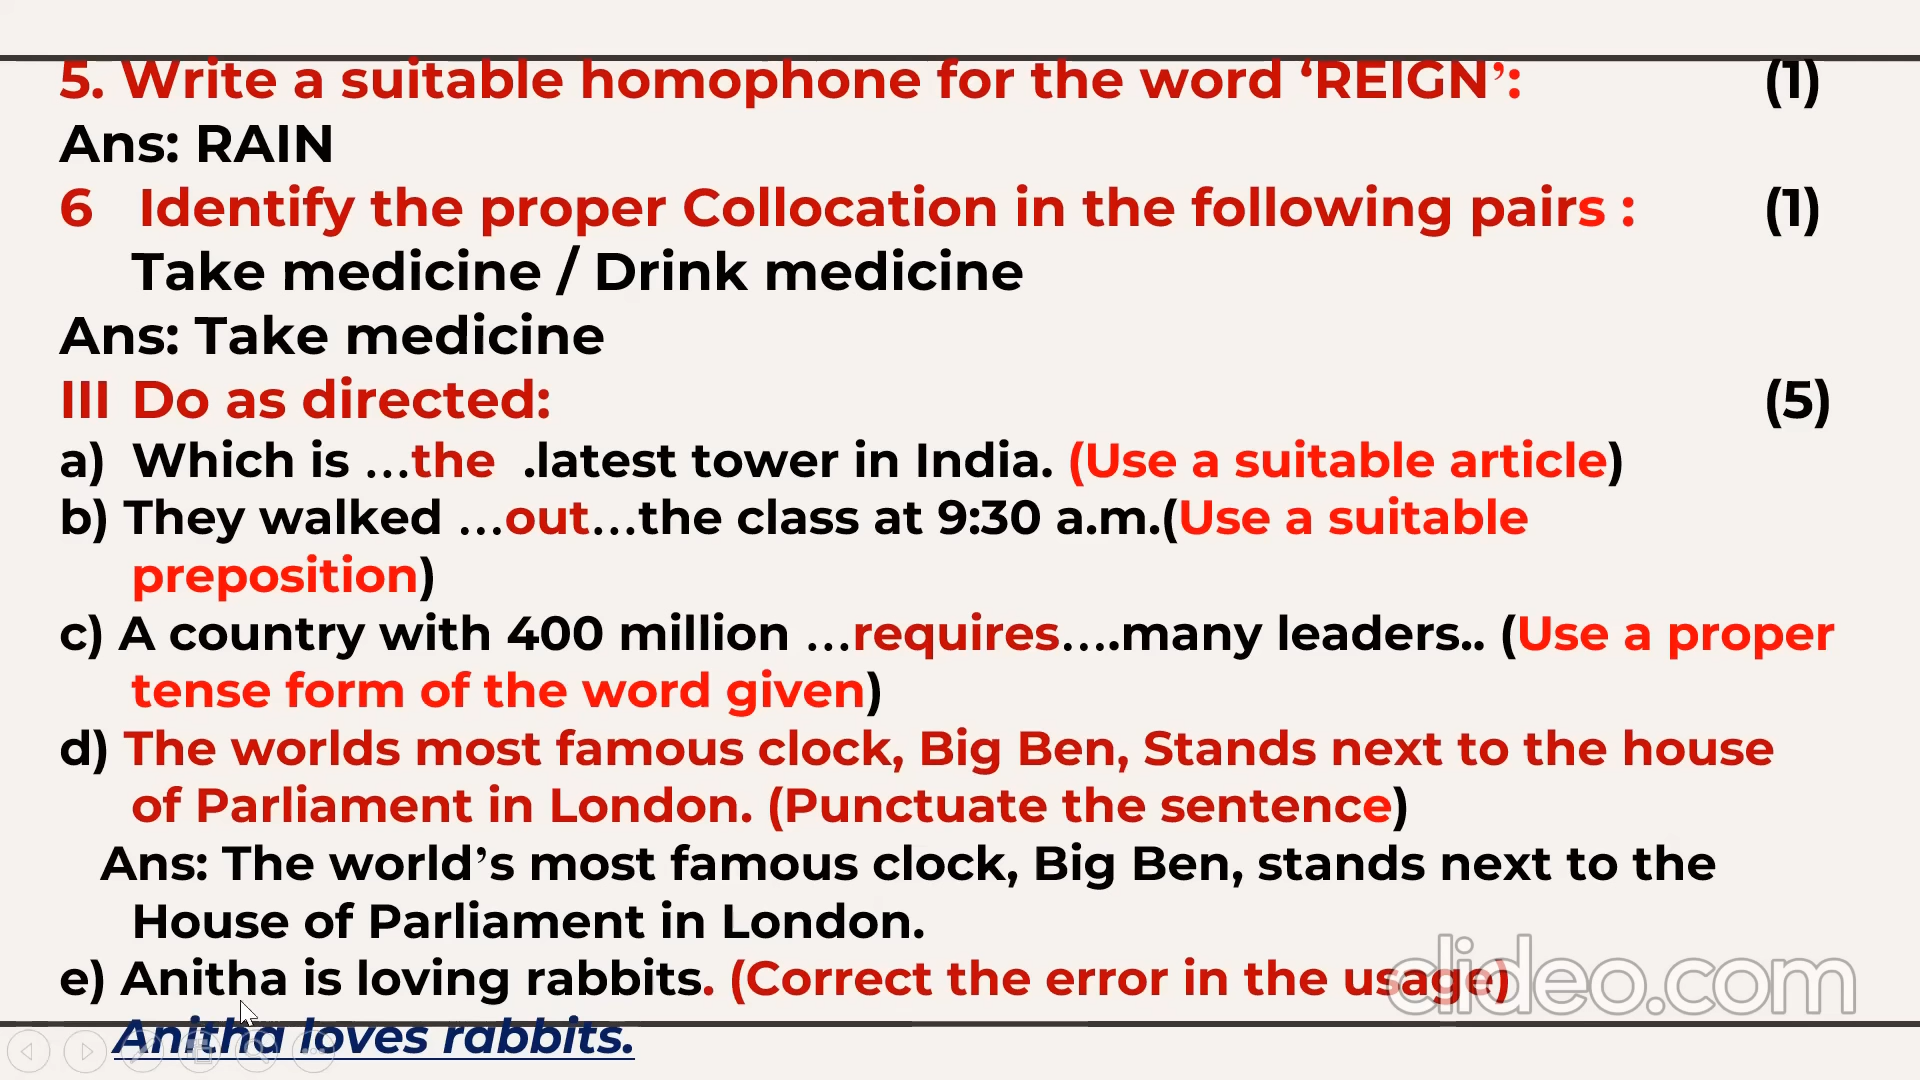 5. Write a suitable homophone for the word ‘REIGN’: (1)
Ans: RAIN
6 Identify the proper Collocation in the following pairs : (1)
Take medicine / Drink medicine
Ans: Take medicine
III Do as directed: (5)
a) Which is ...the .latest tower in India. (Use a suitable article)
b) They walked ...out...the class at 9:30 a.m.(Use a suitable
preposition)
c) A country with 400 million ...requires....many leaders.. (Use a proper
tense form of the word given)
d) The worlds most famous clock, Big Ben, Stands next to the house
of Parliament in London. (Punctuate the sentence)
Ans: The world’s most famous clock, Big Ben, stands next to the
House of Parliament in London.
e) Anitha is loving rabbits. (Correct the error in the usage)
clideo.com
Anitha loves rabbits.